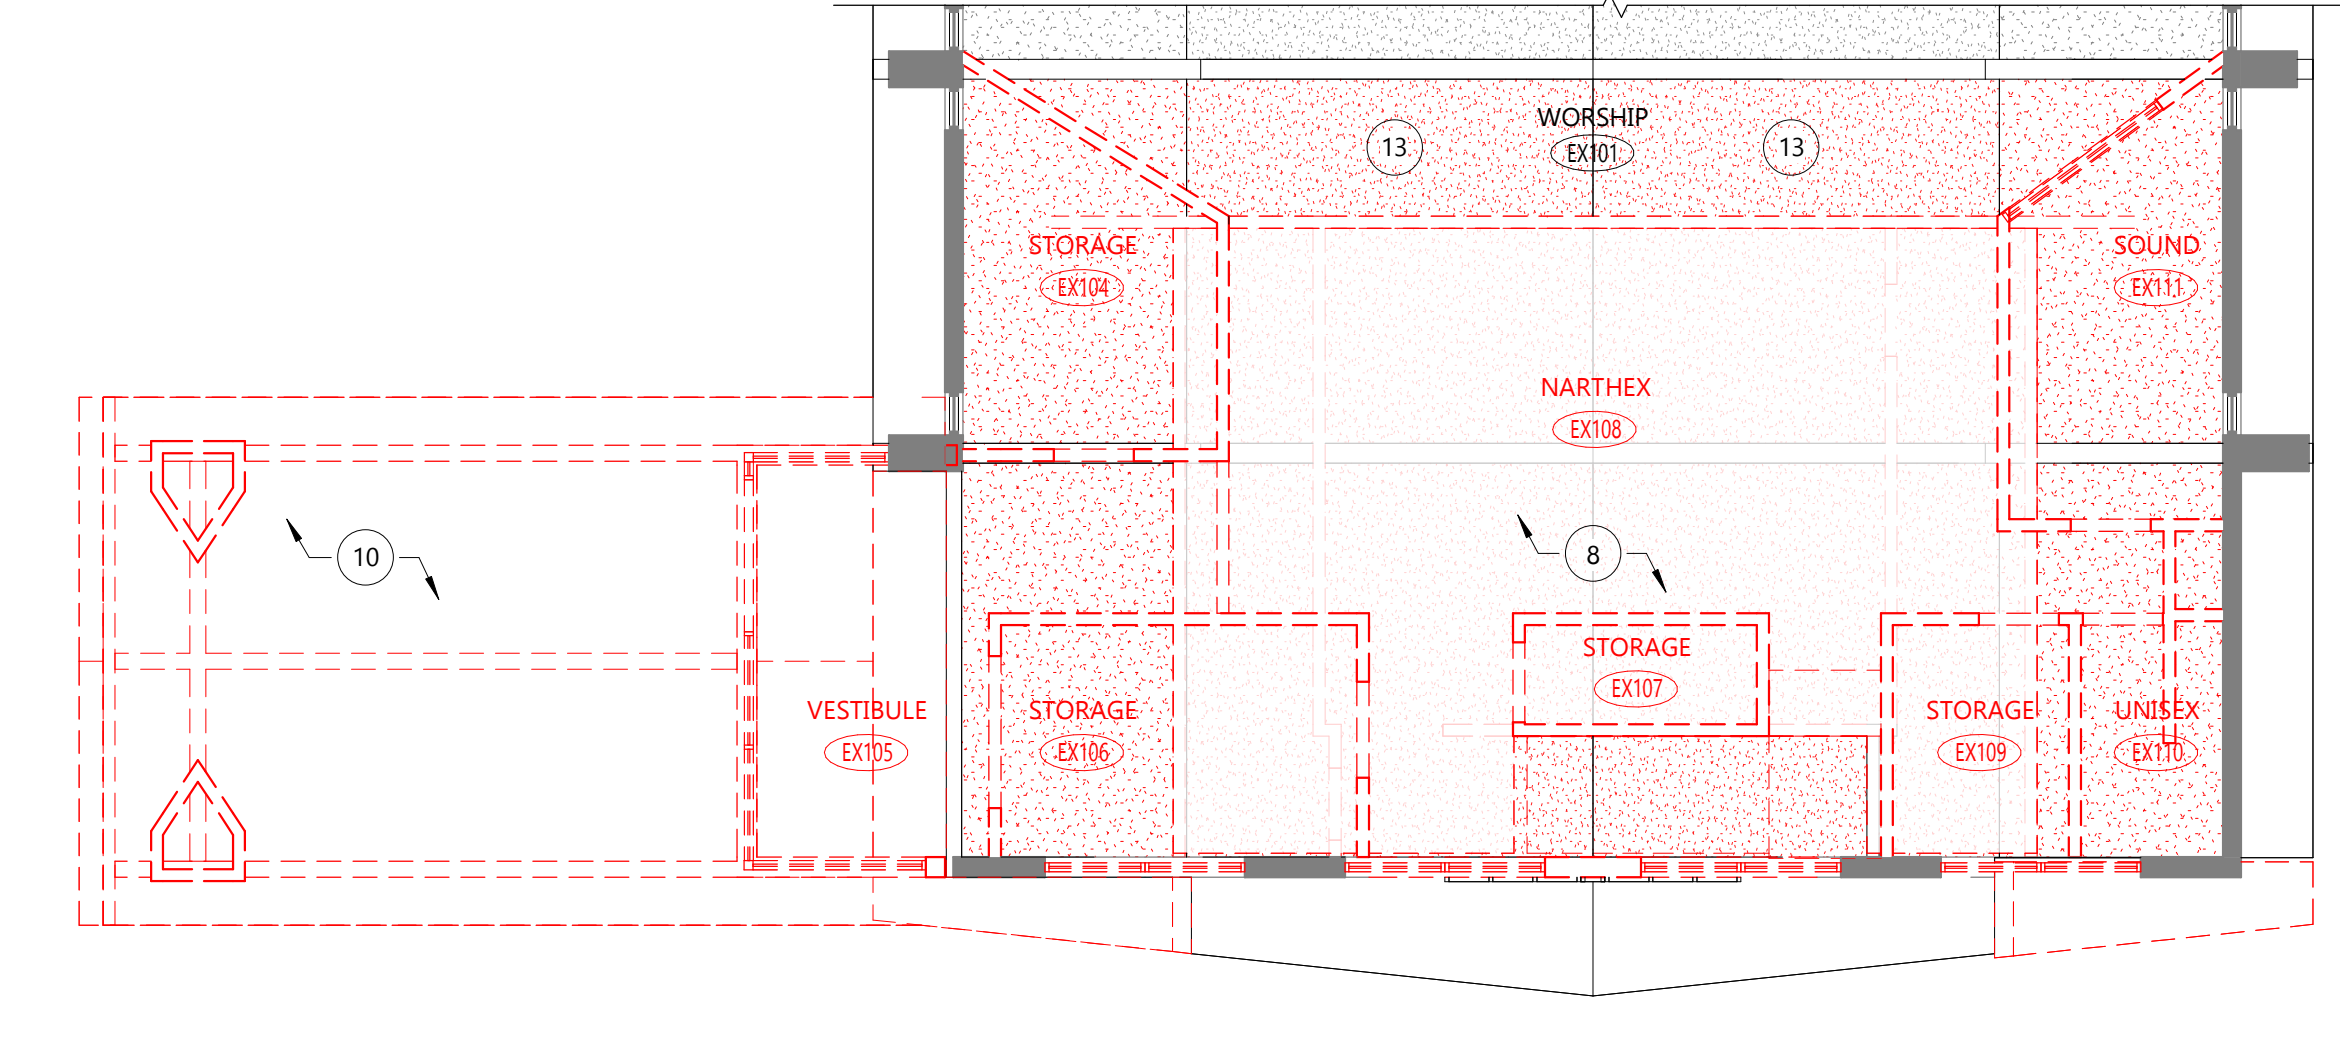 WORSHIP
13
EX101
13
STORAGE
EX104
SOUND
EX111
NARTHEX
EX108
10
8
STORAGE
EX107
VESTIBULE
EX105
STORAGE
EX106
STORAGE
EX109
UNISEX
EX110